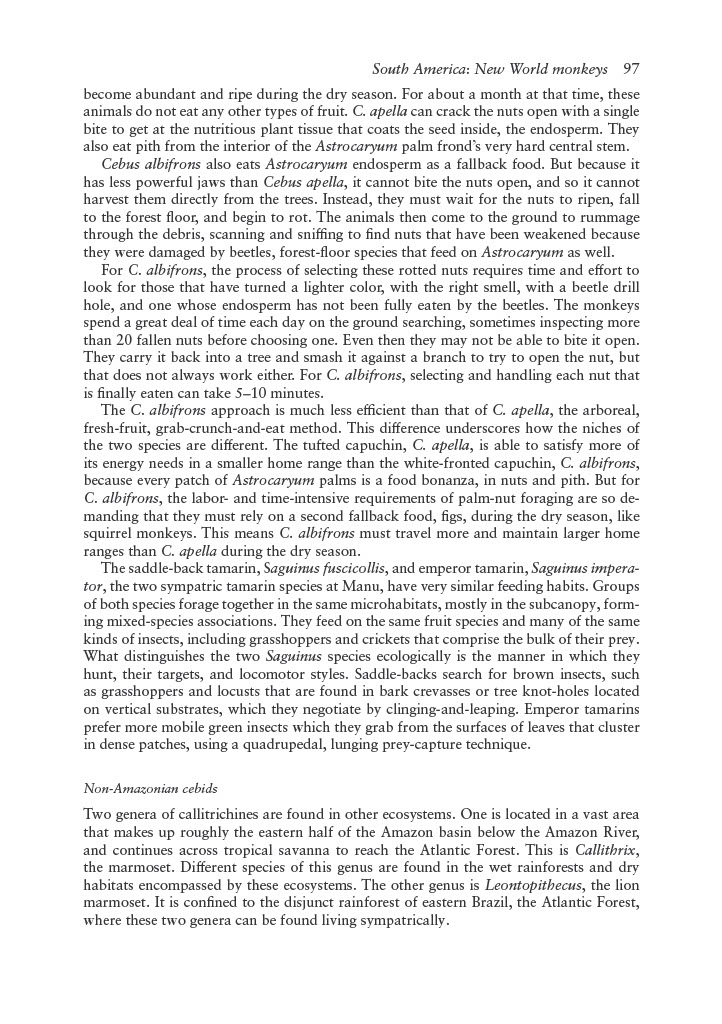 South America: New World monkeys 97
become abundant and ripe during the dry season. For about a month at that time, these
animals do not eat any other types of fruit. C. apella can crack the nuts open with a single
bite to get at the nutritious plant tissue that coats the seed inside, the endosperm. They
also eat pith from the interior of the Astrocaryum palm frond's very hard central stem.
Cebus albifrons also eats Astrocaryum endosperm as a fallback food. But because it
has less powerful jaws than Cebus apella, it cannot bite the nuts open, and so it cannot
harvest them directly from the trees. Instead, they must wait for the nuts to ripen, fall
to the forest floor, and begin to rot. The animals then come to the ground to rummage
through the debris, scanning and sniffing to find nuts that have been weakened because
they were damaged by beetles, forest-floor species that feed on Astrocaryum as well.
For C. albifrons, the process of selecting these rotted nuts requires time and effort to
look for those that have turned a lighter color, with the right smell, with a beetle drill
hole, and one whose endosperm has not been fully eaten by the beetles. The monkeys
spend a great deal of time each day on the ground searching, sometimes inspecting more
than 20 fallen nuts before choosing one. Even then they may not be able to bite it open.
They carry it back into a tree and smash it against a branch to try to open the nut, but
that does not always work either. For C. albifrons, selecting and handling each nut that
is finally eaten can take 5–10 minutes.
The C. albifrons approach is much less efficient than that of C. apella, the arboreal,
fresh-fruit, grab-crunch-and-eat method. This difference underscores how the niches of
the two species are different. The tufted capuchin, C. apella, is able to satisfy more of
its energy needs in a smaller home range than the white-fronted capuchin, C. albifrons,
because every patch of Astrocaryum palms is a food bonanza, in nuts and pith. But for
C. albifrons, the labor- and time-intensive requirements of palm-nut foraging are so de-
manding that they must rely on a second fallback food, figs, during the dry season, like
squirrel monkeys. This means C. albifrons must travel more and maintain larger home
ranges than C. apella during the dry season.
The saddle-back tamarin, Saguinus fuscicollis, and emperor tamarin, Saguinus impera-
tor, the two sympatric tamarin species at Manu, have very similar feeding habits. Groups
of both species forage together in the same microhabitats, mostly in the subcanopy, form-
ing mixed-species associations. They feed on the same fruit species and many of the same
kinds of insects, including grasshoppers and crickets that comprise the bulk of their prey.
What distinguishes the two Saguinus species ecologically is the manner in which they
hunt, their targets, and locomotor styles. Saddle-backs search for brown insects, such
as grasshoppers and locusts that are found in bark crevasses or tree knot-holes located
on vertical substrates, which they negotiate by clinging-and-leaping. Emperor tamarins
prefer more mobile green insects which they grab from the surfaces of leaves that cluster
in dense patches, using a quadrupedal, lunging prey-capture technique.
Non-Amazonian cebids
Two genera of callitrichines are found in other ecosystems. One is located in a vast area
that makes up roughly the eastern half of the Amazon basin below the Amazon River,
and continues across tropical savanna to reach the Atlantic Forest. This is Callithrix,
the marmoset. Different species of this genus are found in the wet rainforests and dry
habitats encompassed by these ecosystems. The other genus is Leontopithecus, the lion
marmoset. It is confined to the disjunct rainforest of eastern Brazil, the Atlantic Forest,
where these two genera can be found living sympatrically.